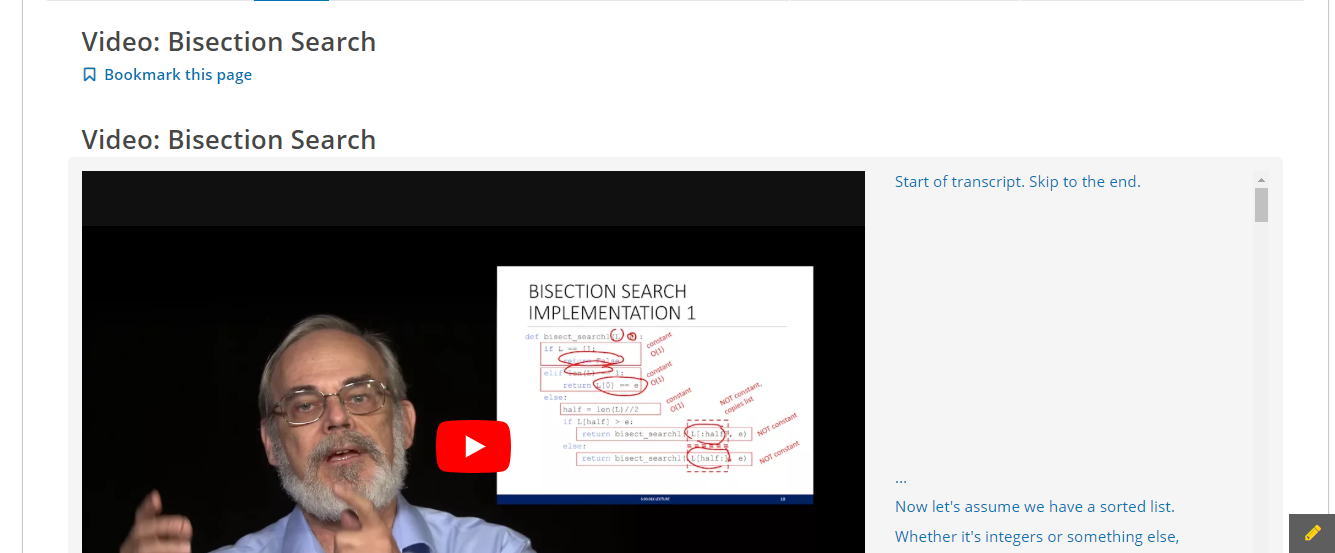 Video: Bisection Search
Bookmark this page
Video: Bisection Search
Start of transcript. Skip to the end.
BISECTION SEARCH
IMPLEMENTATION 1
def bisect_search1(L, e):
if L == []:
return False
constant
O(1)
elif len(L) == 1:
return L[0] == e
constant
O(1)
else:
half = len(L)//2
constant
O(1)
NOT constant,
copies list
if L[half] > e:
return bisect_search1( L[:half], e)
NOT constant
else:
return bisect_search1( L[half:], e)
NOT constant
LECTURE
18
...
Now let's assume we have a sorted list.
Whether it's integers or something else,